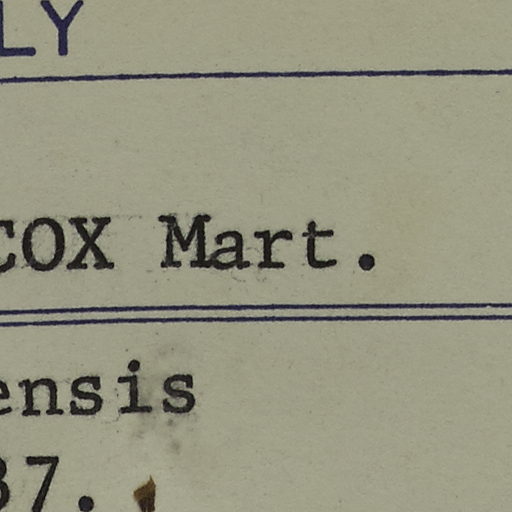 LY
COX Mart.
ensis
37.